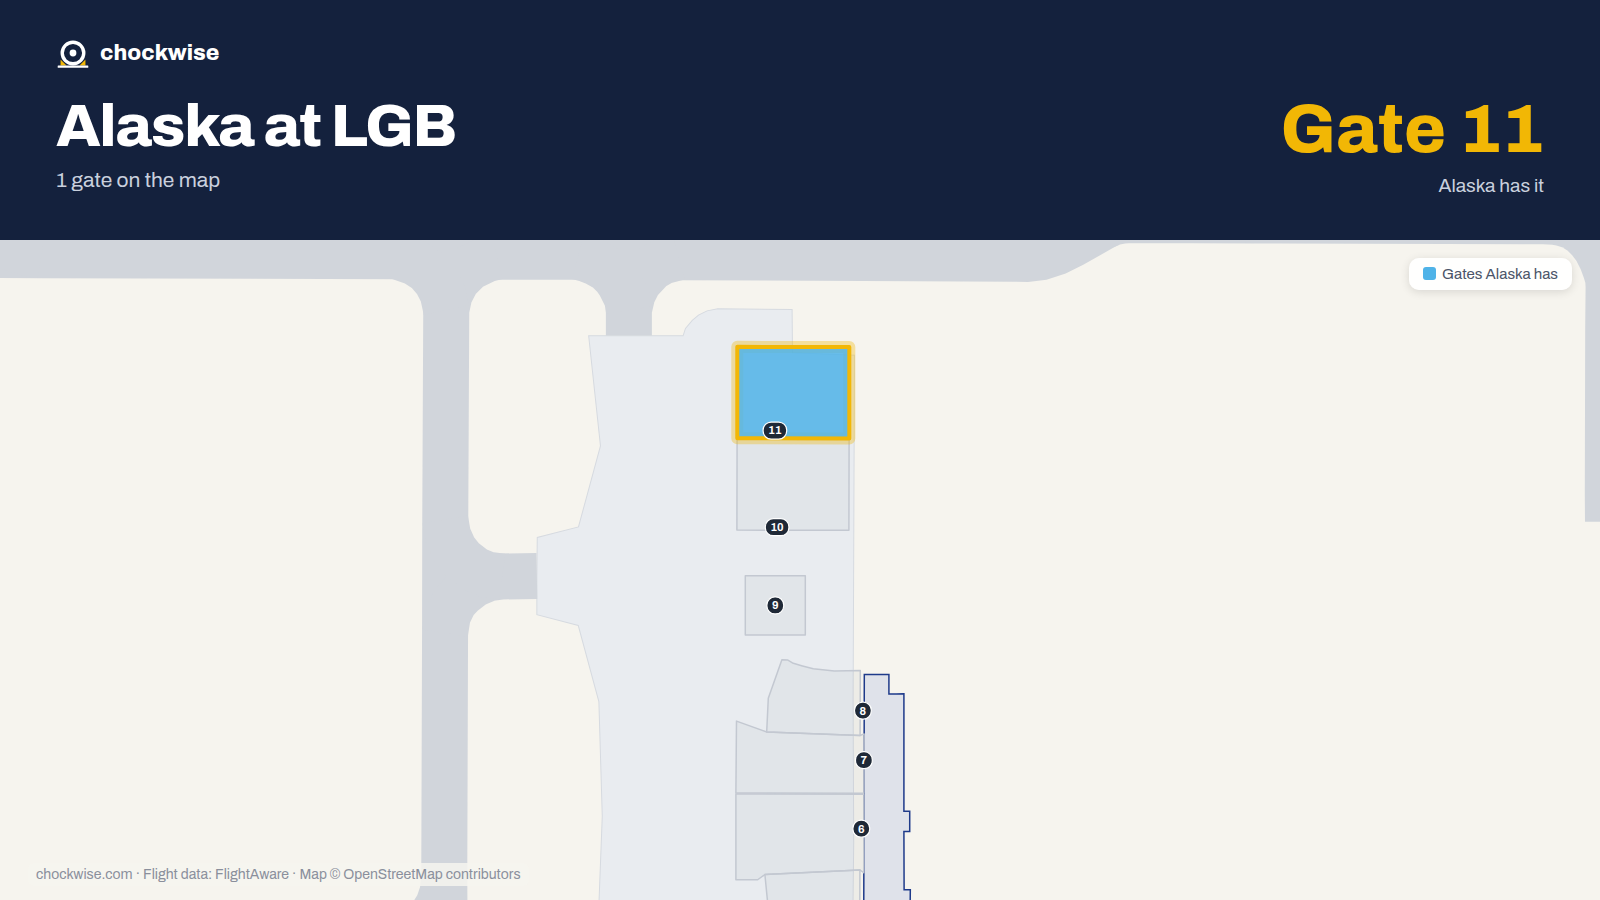 chockwise
Alaska at LGB
1 gate on the map
Gate 11
Alaska has it
Gates Alaska has
11
10
9
8
7
6
chockwise.com · Flight data: FlightAware · Map © OpenStreetMap contributors